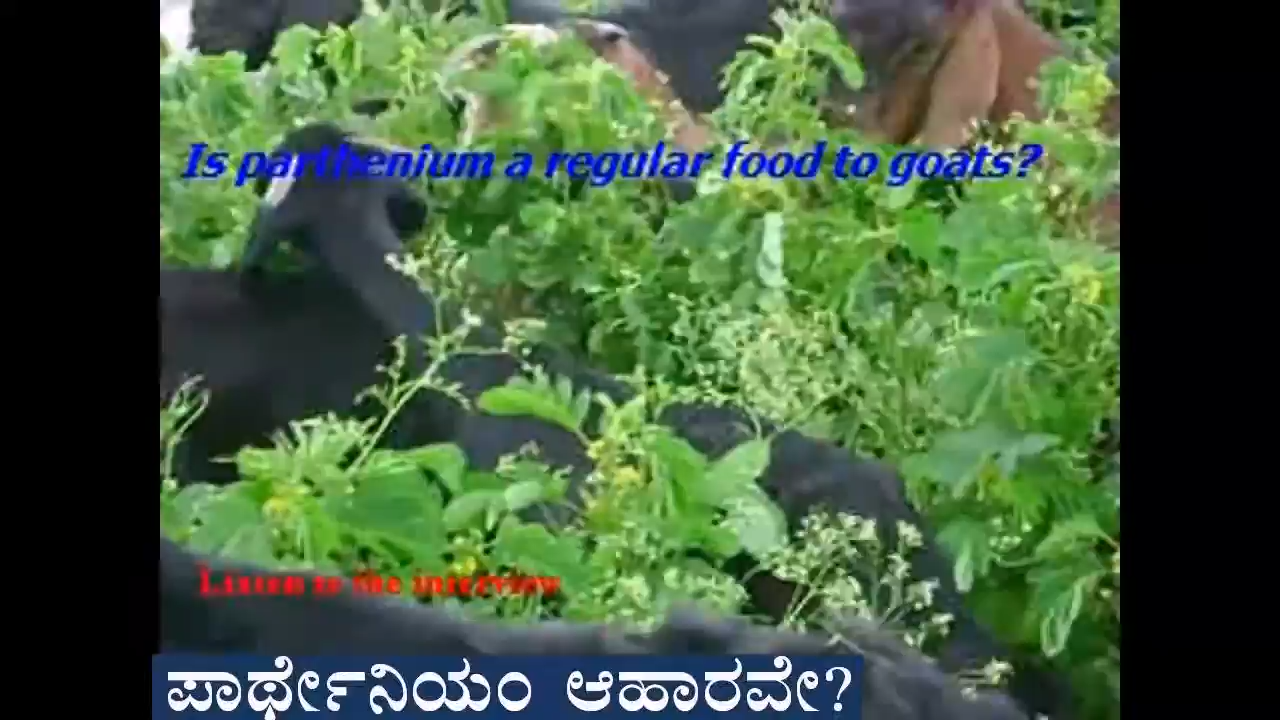 Is parthenium a regular food to goats?
Listen to the interview
ಪಾರ್ಥೇನಿಯಂ ಆಹಾರವೇ?